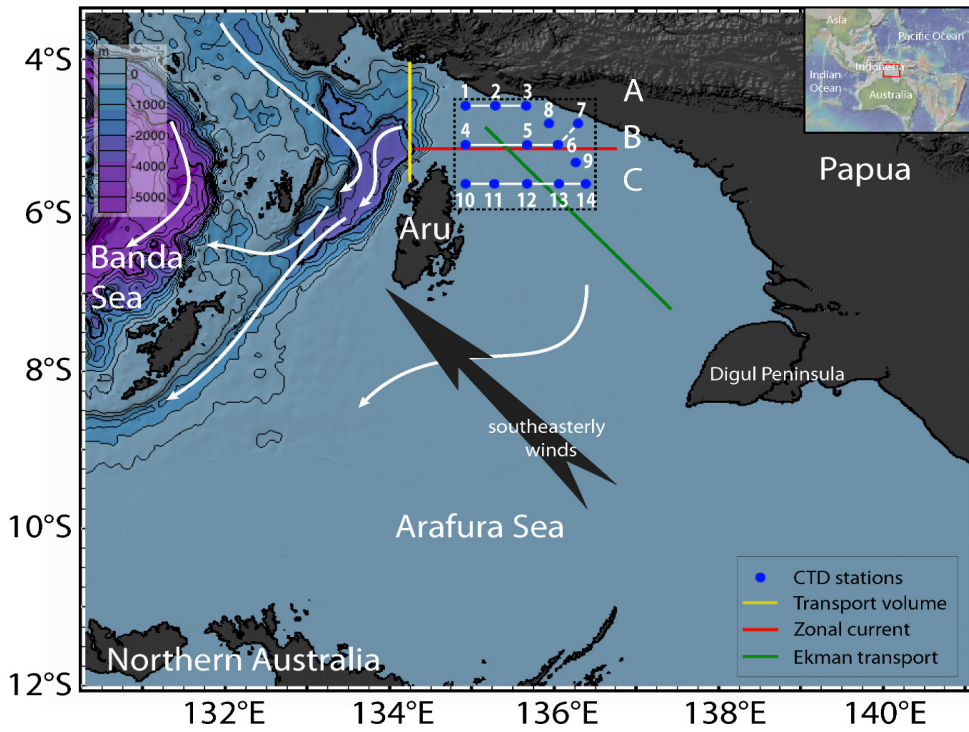 4°S
6°S
8°S
10°S
12°S
132°E
134°E
136°E
138°E
140°E
m
0
-1000
-2000
-4000
-5000
Asia
Pacific Ocean
Indonesia
Indian
Ocean
Australia
1 2 3
A
8 7
4 5 6
B
9
C
10 11 12 13 14
Papua
Aru
Banda
Sea
Digul Peninsula
southeasterly
winds
Arafura Sea
Northern Australia
CTD stations
Transport volume
Zonal current
Ekman transport